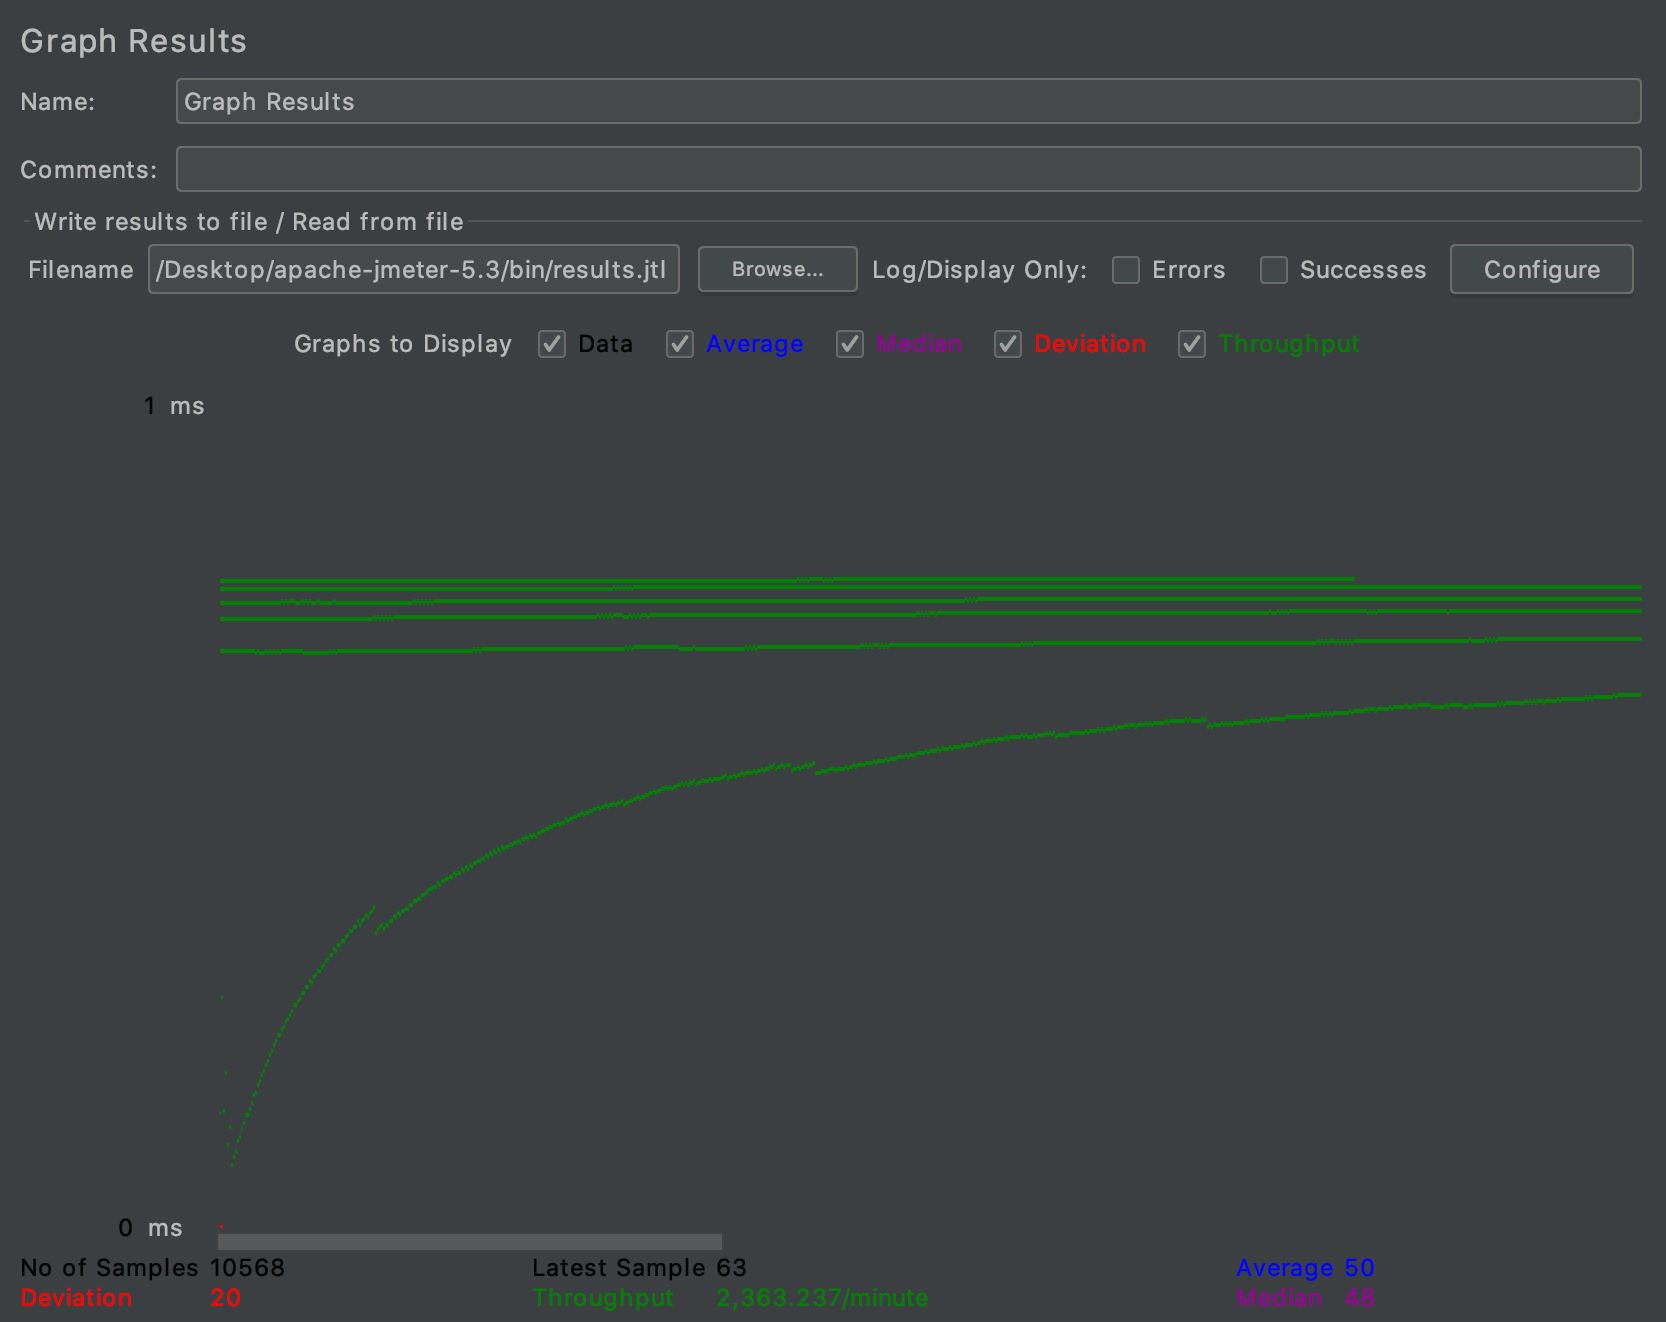 Graph Results
Name: Graph Results
Comments:
Write results to file / Read from file
Filename /Desktop/apache-jmeter-5.3/bin/results.jtl Browse... Log/Display Only: Errors Successes Configure
Graphs to Display Data Average Median Deviation Throughput
1 ms
0 ms
No of Samples 10568 Latest Sample 63 Average 50
Deviation 20 Throughput 2,363.237/minute Median 48